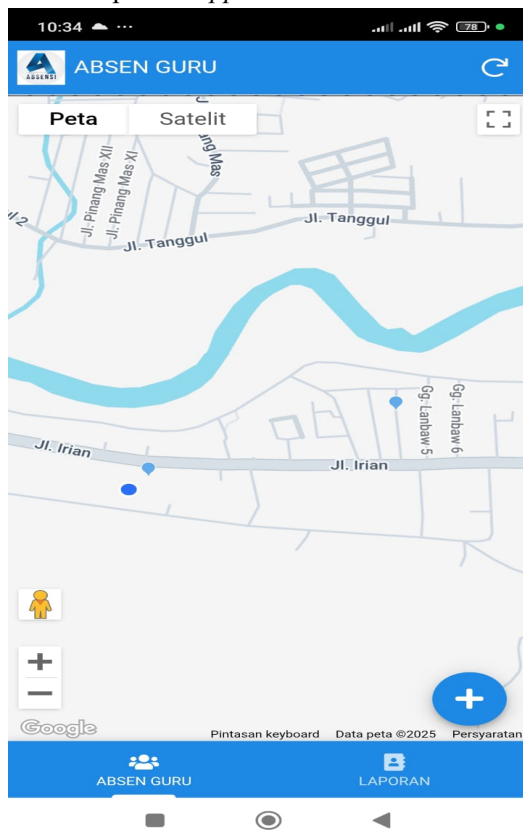 10:34 ... 78
ABSENSI
ABSEN GURU
Peta Satelit
Jl. Pinang Mas XII
Jl. Pinang Mas XI
ang Mas
Jl. Tanggul
Jl. Tanggul
Gg. Lanbaw 5
Gg. Lanbaw 6
Jl. Irian
Jl. Irian
Google
Pintasan keyboard Data peta ©2025 Persyaratan
ABSEN GURU LAPORAN